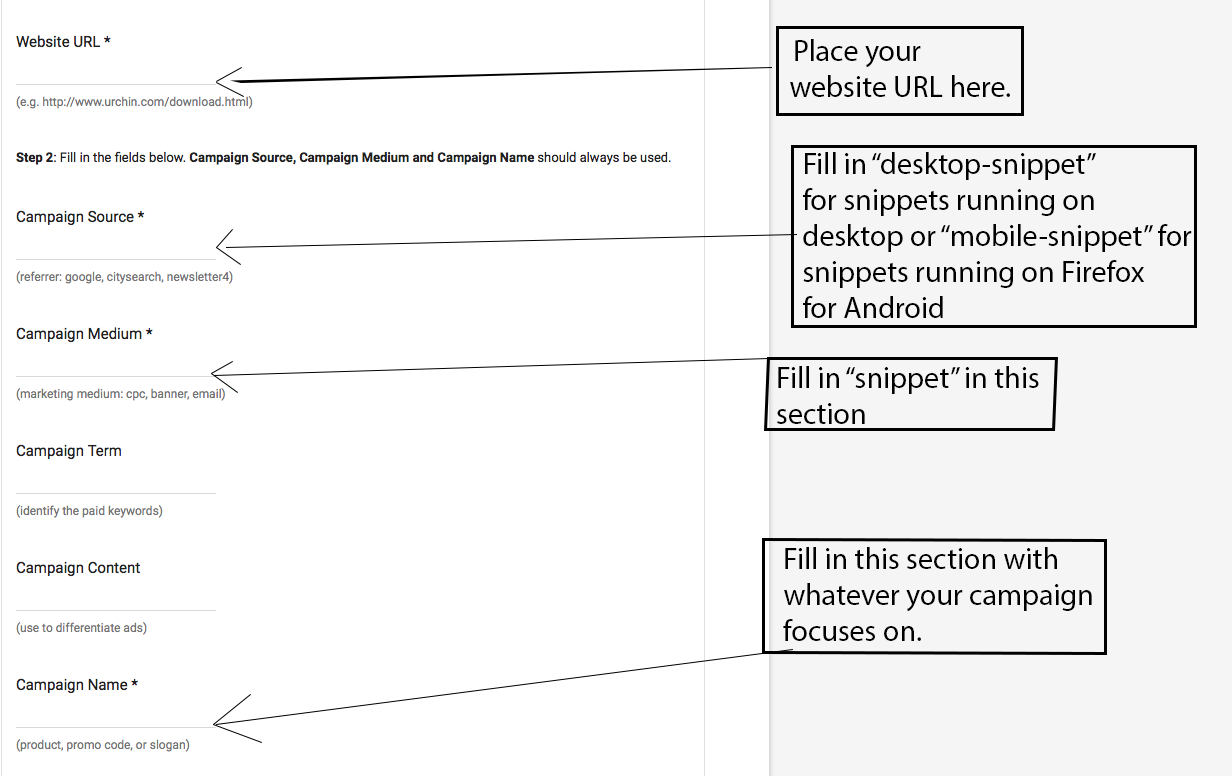 Website URL *
(e.g. http://www.urchin.com/download.html)
Place your
website URL here.
Step 2: Fill in the fields below. Campaign Source, Campaign Medium and Campaign Name should always be used.
Campaign Source *
(referrer: google, citysearch, newsletter4)
Fill in “desktop-snippet”
for snippets running on
desktop or “mobile-snippet” for
snippets running on Firefox
for Android
Campaign Medium *
(marketing medium: cpc, banner, email)
Fill in “snippet” in this
section
Campaign Term
(identify the paid keywords)
Campaign Content
(use to differentiate ads)
Fill in this section with
whatever your campaign
focuses on.
Campaign Name *
(product, promo code, or slogan)